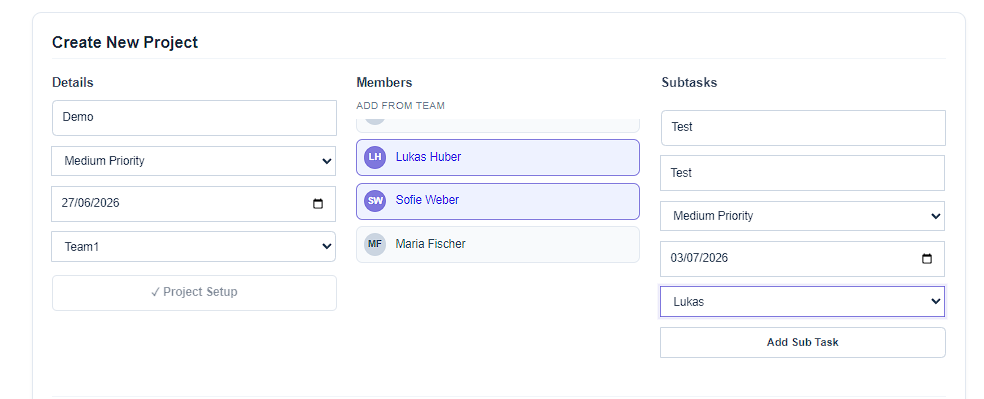 Create New Project
Details
Demo
Medium Priority
27/06/2026
Team1
✓ Project Setup
Members
ADD FROM TEAM
LH Lukas Huber
SW Sofie Weber
MF Maria Fischer
Subtasks
Test
Test
Medium Priority
03/07/2026
Lukas
Add Sub Task